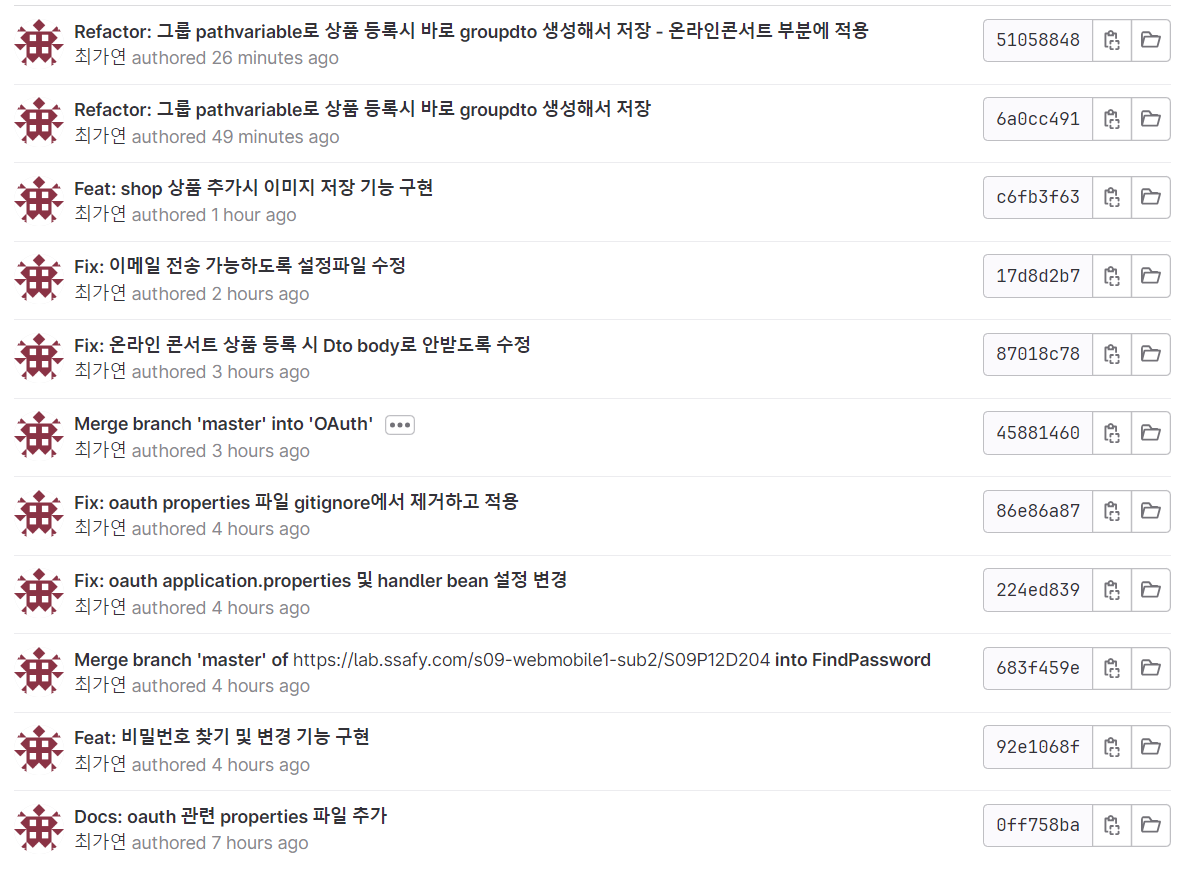 Refactor: 그룹 pathvariable로 상품 등록시 바로 groupdto 생성해서 저장 - 온라인콘서트 부분에 적용
최가연 authored 26 minutes ago
51058848
Refactor: 그룹 pathvariable로 상품 등록시 바로 groupdto 생성해서 저장
최가연 authored 49 minutes ago
6a0cc491
Feat: shop 상품 추가시 이미지 저장 기능 구현
최가연 authored 1 hour ago
c6fb3f63
Fix: 이메일 전송 가능하도록 설정파일 수정
최가연 authored 2 hours ago
17d8d2b7
Fix: 온라인 콘서트 상품 등록 시 Dto body로 안받도록 수정
최가연 authored 3 hours ago
87018c78
Merge branch 'master' into 'OAuth'
최가연 authored 3 hours ago
45881460
Fix: oauth properties 파일 gitignore에서 제거하고 적용
최가연 authored 4 hours ago
86e86a87
Fix: oauth application.properties 및 handler bean 설정 변경
최가연 authored 4 hours ago
224ed839
Merge branch 'master' of https://lab.ssafy.com/s09-webmobile1-sub2/S09P12D204 into FindPassword
최가연 authored 4 hours ago
683f459e
Feat: 비밀번호 찾기 및 변경 기능 구현
최가연 authored 4 hours ago
92e1068f
Docs: oauth 관련 properties 파일 추가
최가연 authored 7 hours ago
0ff758ba